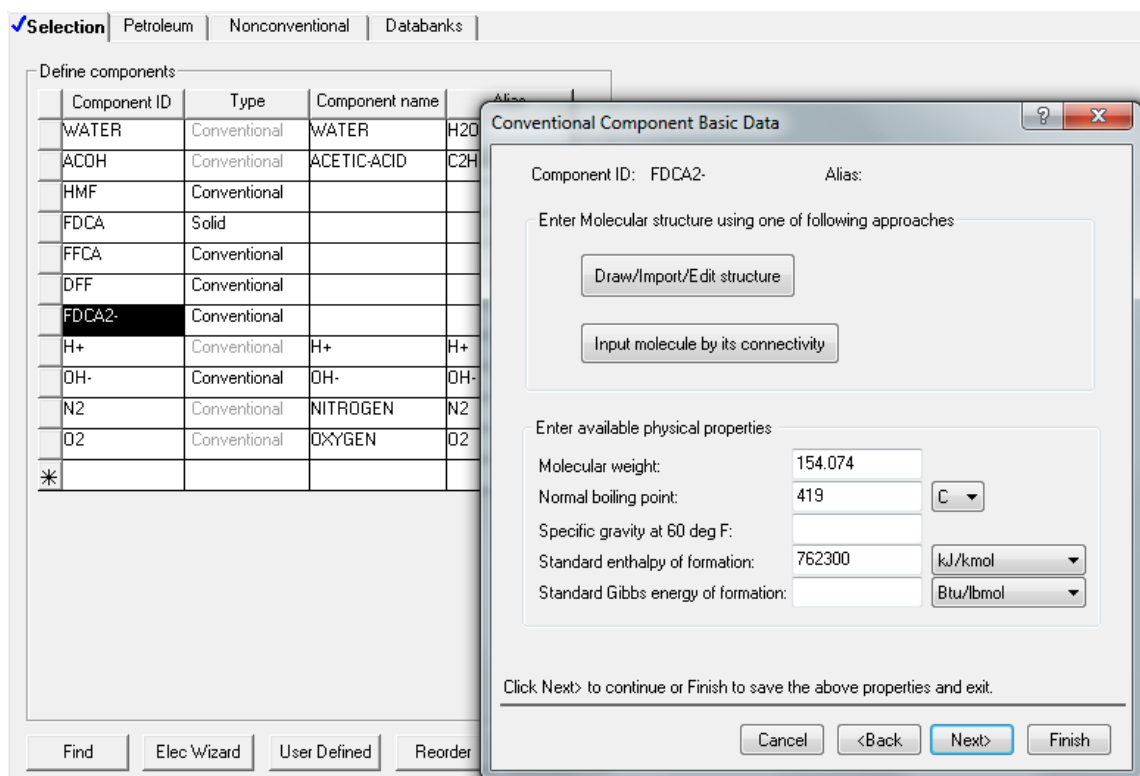 Selection Petroleum Nonconventional Databanks
Define components
Component ID Type Component name
WATER Conventional WATER H2O
ACOH Conventional ACETIC-ACID C2H
HMF Conventional
FDCA Solid
FFCA Conventional
DFF Conventional
FDCA2- Conventional
H+ Conventional H+ H+
OH- Conventional OH- OH-
N2 Conventional NITROGEN N2
O2 Conventional OXYGEN O2
*
Find Elec Wizard User Defined Reorder
Conventional Component Basic Data ? X
Component ID: FDCA2- Alias:
Enter Molecular structure using one of following approaches
Draw/Import/Edit structure
Input molecule by its connectivity
Enter available physical properties
Molecular weight: 154.074
Normal boiling point: 419 C
Specific gravity at 60 deg F:
Standard enthalpy of formation: 762300 kJ/kmol
Standard Gibbs energy of formation: Btu/lbmol
Click Next> to continue or Finish to save the above properties and exit.
Cancel <Back Next> Finish